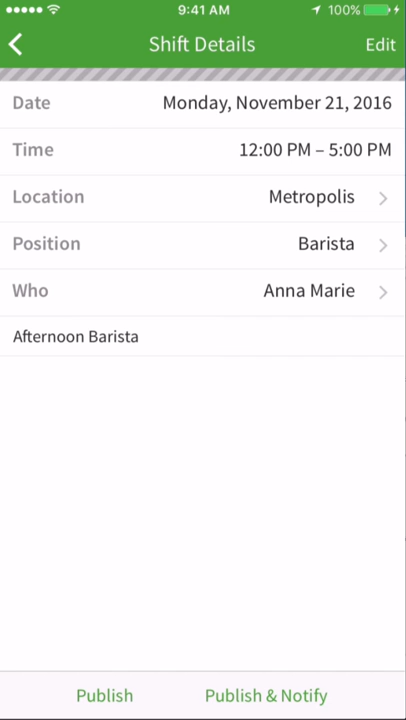 9:41 AM 100%
Shift Details Edit
Date Monday, November 21, 2016
Time 12:00 PM – 5:00 PM
Location Metropolis
Position Barista
Who Anna Marie
Afternoon Barista
Publish Publish & Notify